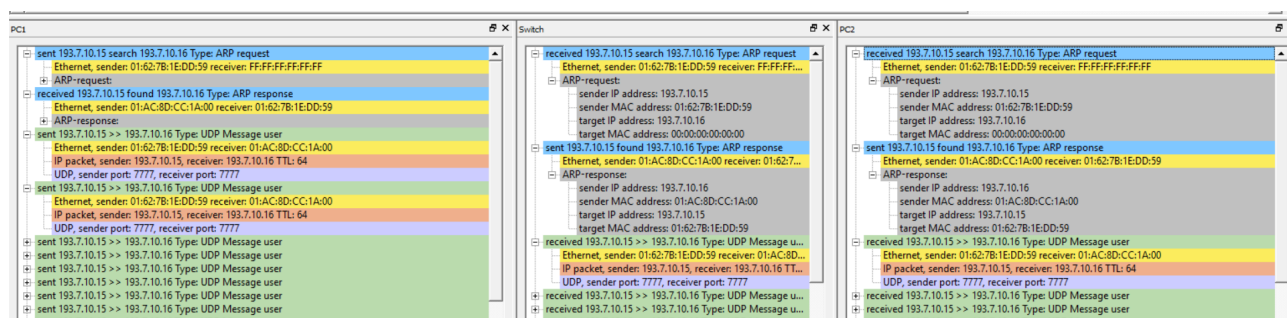 PC1
sent 193.7.10.15 search 193.7.10.16 Type: ARP request
Ethernet, sender: 01:62:7B:1E:DD:59 receiver: FF:FF:FF:FF:FF:FF
ARP-request:
received 193.7.10.15 found 193.7.10.16 Type: ARP response
Ethernet, sender: 01:AC:8D:CC:1A:00 receiver: 01:62:7B:1E:DD:59
ARP-response:
sent 193.7.10.15 >> 193.7.10.16 Type: UDP Message user
Ethernet, sender: 01:62:7B:1E:DD:59 receiver: 01:AC:8D:CC:1A:00
IP packet, sender: 193.7.10.15, receiver: 193.7.10.16 TTL: 64
UDP, sender port: 7777, receiver port: 7777
sent 193.7.10.15 >> 193.7.10.16 Type: UDP Message user
Ethernet, sender: 01:62:7B:1E:DD:59 receiver: 01:AC:8D:CC:1A:00
IP packet, sender: 193.7.10.15, receiver: 193.7.10.16 TTL: 64
UDP, sender port: 7777, receiver port: 7777
sent 193.7.10.15 >> 193.7.10.16 Type: UDP Message user
sent 193.7.10.15 >> 193.7.10.16 Type: UDP Message user
sent 193.7.10.15 >> 193.7.10.16 Type: UDP Message user
sent 193.7.10.15 >> 193.7.10.16 Type: UDP Message user
sent 193.7.10.15 >> 193.7.10.16 Type: UDP Message user
sent 193.7.10.15 >> 193.7.10.16 Type: UDP Message user
Switch
received 193.7.10.15 search 193.7.10.16 Type: ARP request
Ethernet, sender: 01:62:7B:1E:DD:59 receiver: FF:FF:FF:...
ARP-request:
sender IP address: 193.7.10.15
sender MAC address: 01:62:7B:1E:DD:59
target IP address: 193.7.10.16
target MAC address: 00:00:00:00:00:00
sent 193.7.10.15 found 193.7.10.16 Type: ARP response
Ethernet, sender: 01:AC:8D:CC:1A:00 receiver: 01:62:7...
ARP-response:
sender IP address: 193.7.10.16
sender MAC address: 01:AC:8D:CC:1A:00
target IP address: 193.7.10.15
target MAC address: 01:62:7B:1E:DD:59
received 193.7.10.15 >> 193.7.10.16 Type: UDP Message u...
Ethernet, sender: 01:62:7B:1E:DD:59 receiver: 01:AC:8D...
IP packet, sender: 193.7.10.15, receiver: 193.7.10.16 TT...
UDP, sender port: 7777, receiver port: 7777
received 193.7.10.15 >> 193.7.10.16 Type: UDP Message u...
received 193.7.10.15 >> 193.7.10.16 Type: UDP Message u...
PC2
received 193.7.10.15 search 193.7.10.16 Type: ARP request
Ethernet, sender: 01:62:7B:1E:DD:59 receiver: FF:FF:FF:FF:FF:FF
ARP-request:
sender IP address: 193.7.10.15
sender MAC address: 01:62:7B:1E:DD:59
target IP address: 193.7.10.16
target MAC address: 00:00:00:00:00:00
sent 193.7.10.15 found 193.7.10.16 Type: ARP response
Ethernet, sender: 01:AC:8D:CC:1A:00 receiver: 01:62:7B:1E:DD:59
ARP-response:
sender IP address: 193.7.10.16
sender MAC address: 01:AC:8D:CC:1A:00
target IP address: 193.7.10.15
target MAC address: 01:62:7B:1E:DD:59
received 193.7.10.15 >> 193.7.10.16 Type: UDP Message user
Ethernet, sender: 01:62:7B:1E:DD:59 receiver: 01:AC:8D:CC:1A:00
IP packet, sender: 193.7.10.15, receiver: 193.7.10.16 TTL: 64
UDP, sender port: 7777, receiver port: 7777
received 193.7.10.15 >> 193.7.10.16 Type: UDP Message user
received 193.7.10.15 >> 193.7.10.16 Type: UDP Message user